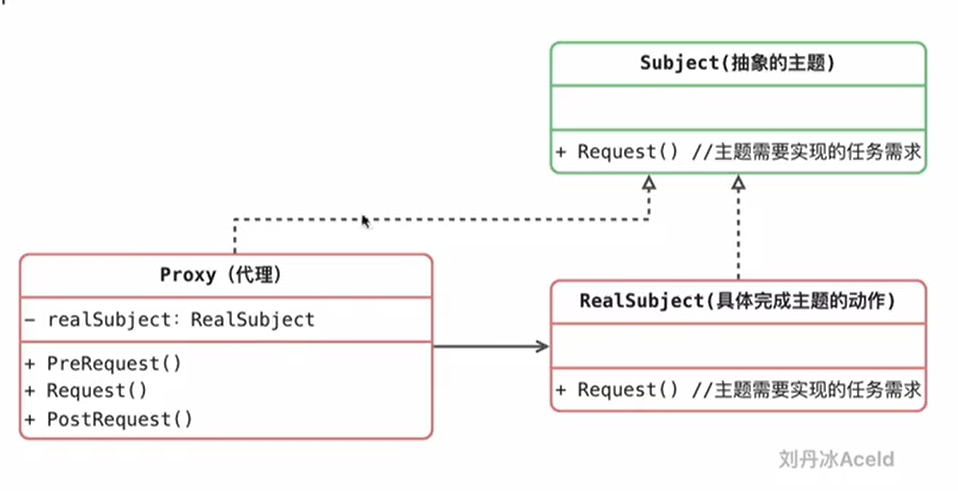 Subject(抽象的主题)
+ Request() //主题需要实现的任务需求
Proxy (代理)
- realSubject: RealSubject
+ PreRequest()
+ Request()
+ PostRequest()
RealSubject(具体完成主题的动作)
+ Request() //主题需要实现的任务需求
刘丹冰Aceld